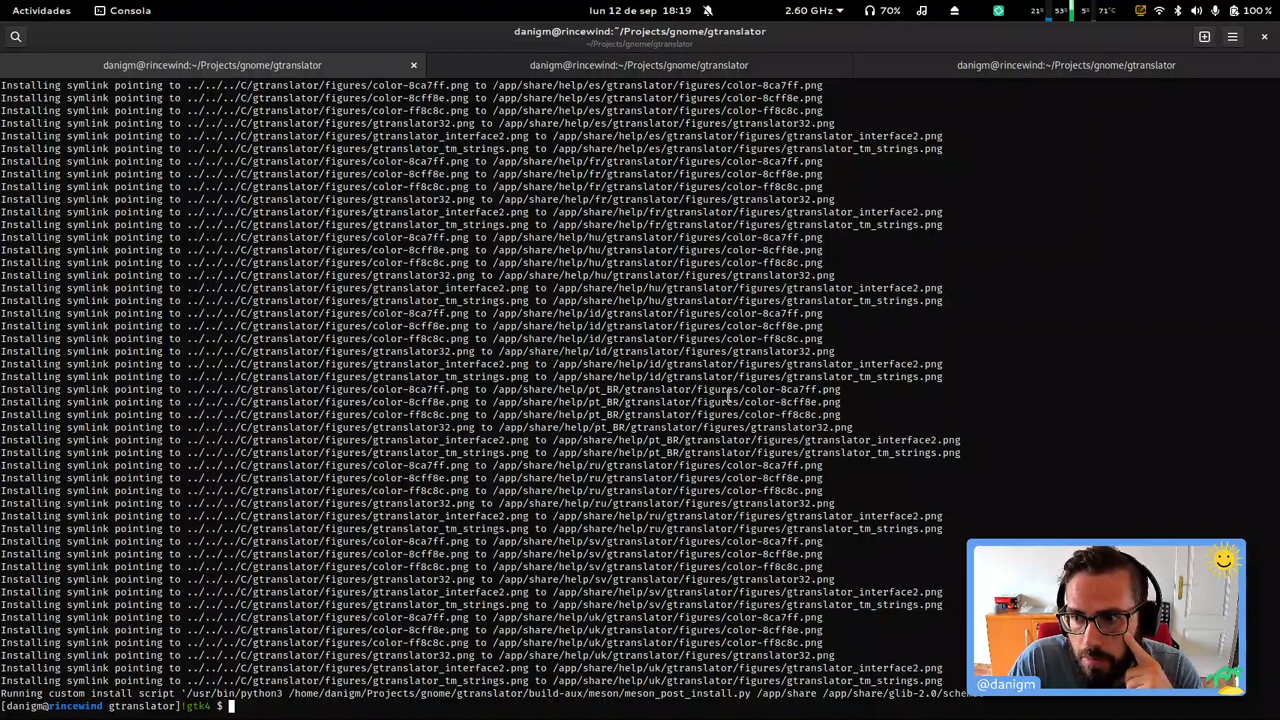 Actividades
Consola
lun 12 de sep 18:19
2.60 GHz
70%
21%
53%
5%
71°C
100 %
danigm@rincewind:~/Projects/gnome/gtranslator
~/Projects/gnome/gtranslator
danigm@rincewind:~/Projects/gnome/gtranslator
danigm@rincewind:~/Projects/gnome/gtranslator
danigm@rincewind:~/Projects/gnome/gtranslator
Installing symlink pointing to ../../../C/gtranslator/figures/color-8ca7ff.png to /app/share/help/es/gtranslator/figures/color-8ca7ff.png
Installing symlink pointing to ../../../C/gtranslator/figures/color-8cff8e.png to /app/share/help/es/gtranslator/figures/color-8cff8e.png
Installing symlink pointing to ../../../C/gtranslator/figures/color-ff8c8c.png to /app/share/help/es/gtranslator/figures/color-ff8c8c.png
Installing symlink pointing to ../../../C/gtranslator/figures/gtranslator32.png to /app/share/help/es/gtranslator/figures/gtranslator32.png
Installing symlink pointing to ../../../C/gtranslator/figures/gtranslator_interface2.png to /app/share/help/es/gtranslator/figures/gtranslator_interface2.png
Installing symlink pointing to ../../../C/gtranslator/figures/gtranslator_tm_strings.png to /app/share/help/es/gtranslator/figures/gtranslator_tm_strings.png
Installing symlink pointing to ../../../C/gtranslator/figures/color-8ca7ff.png to /app/share/help/fr/gtranslator/figures/color-8ca7ff.png
Installing symlink pointing to ../../../C/gtranslator/figures/color-8cff8e.png to /app/share/help/fr/gtranslator/figures/color-8cff8e.png
Installing symlink pointing to ../../../C/gtranslator/figures/color-ff8c8c.png to /app/share/help/fr/gtranslator/figures/color-ff8c8c.png
Installing symlink pointing to ../../../C/gtranslator/figures/gtranslator32.png to /app/share/help/fr/gtranslator/figures/gtranslator32.png
Installing symlink pointing to ../../../C/gtranslator/figures/gtranslator_interface2.png to /app/share/help/fr/gtranslator/figures/gtranslator_interface2.png
Installing symlink pointing to ../../../C/gtranslator/figures/gtranslator_tm_strings.png to /app/share/help/fr/gtranslator/figures/gtranslator_tm_strings.png
Installing symlink pointing to ../../../C/gtranslator/figures/color-8ca7ff.png to /app/share/help/hu/gtranslator/figures/color-8ca7ff.png
Installing symlink pointing to ../../../C/gtranslator/figures/color-8cff8e.png to /app/share/help/hu/gtranslator/figures/color-8cff8e.png
Installing symlink pointing to ../../../C/gtranslator/figures/color-ff8c8c.png to /app/share/help/hu/gtranslator/figures/color-ff8c8c.png
Installing symlink pointing to ../../../C/gtranslator/figures/gtranslator32.png to /app/share/help/hu/gtranslator/figures/gtranslator32.png
Installing symlink pointing to ../../../C/gtranslator/figures/gtranslator_interface2.png to /app/share/help/hu/gtranslator/figures/gtranslator_interface2.png
Installing symlink pointing to ../../../C/gtranslator/figures/gtranslator_tm_strings.png to /app/share/help/hu/gtranslator/figures/gtranslator_tm_strings.png
Installing symlink pointing to ../../../C/gtranslator/figures/color-8ca7ff.png to /app/share/help/id/gtranslator/figures/color-8ca7ff.png
Installing symlink pointing to ../../../C/gtranslator/figures/color-8cff8e.png to /app/share/help/id/gtranslator/figures/color-8cff8e.png
Installing symlink pointing to ../../../C/gtranslator/figures/color-ff8c8c.png to /app/share/help/id/gtranslator/figures/color-ff8c8c.png
Installing symlink pointing to ../../../C/gtranslator/figures/gtranslator32.png to /app/share/help/id/gtranslator/figures/gtranslator32.png
Installing symlink pointing to ../../../C/gtranslator/figures/gtranslator_interface2.png to /app/share/help/id/gtranslator/figures/gtranslator_interface2.png
Installing symlink pointing to ../../../C/gtranslator/figures/gtranslator_tm_strings.png to /app/share/help/id/gtranslator/figures/gtranslator_tm_strings.png
Installing symlink pointing to ../../../C/gtranslator/figures/color-8ca7ff.png to /app/share/help/pt_BR/gtranslator/figures/color-8ca7ff.png
Installing symlink pointing to ../../../C/gtranslator/figures/color-8cff8e.png to /app/share/help/pt_BR/gtranslator/figures/color-8cff8e.png
Installing symlink pointing to ../../../C/gtranslator/figures/color-ff8c8c.png to /app/share/help/pt_BR/gtranslator/figures/color-ff8c8c.png
Installing symlink pointing to ../../../C/gtranslator/figures/gtranslator32.png to /app/share/help/pt_BR/gtranslator/figures/gtranslator32.png
Installing symlink pointing to ../../../C/gtranslator/figures/gtranslator_interface2.png to /app/share/help/pt_BR/gtranslator/figures/gtranslator_interface2.png
Installing symlink pointing to ../../../C/gtranslator/figures/gtranslator_tm_strings.png to /app/share/help/pt_BR/gtranslator/figures/gtranslator_tm_strings.png
Installing symlink pointing to ../../../C/gtranslator/figures/color-8ca7ff.png to /app/share/help/ru/gtranslator/figures/color-8ca7ff.png
Installing symlink pointing to ../../../C/gtranslator/figures/color-8cff8e.png to /app/share/help/ru/gtranslator/figures/color-8cff8e.png
Installing symlink pointing to ../../../C/gtranslator/figures/color-ff8c8c.png to /app/share/help/ru/gtranslator/figures/color-ff8c8c.png
Installing symlink pointing to ../../../C/gtranslator/figures/gtranslator32.png to /app/share/help/ru/gtranslator/figures/gtranslator32.png
Installing symlink pointing to ../../../C/gtranslator/figures/gtranslator_interface2.png to /app/share/help/ru/gtranslator/figures/gtranslator_interface2.png
Installing symlink pointing to ../../../C/gtranslator/figures/gtranslator_tm_strings.png to /app/share/help/ru/gtranslator/figures/gtranslator_tm_strings.png
Installing symlink pointing to ../../../C/gtranslator/figures/color-8ca7ff.png to /app/share/help/sv/gtranslator/figures/color-8ca7ff.png
Installing symlink pointing to ../../../C/gtranslator/figures/color-8cff8e.png to /app/share/help/sv/gtranslator/figures/color-8cff8e.png
Installing symlink pointing to ../../../C/gtranslator/figures/color-ff8c8c.png to /app/share/help/sv/gtranslator/figures/color-ff8c8c.png
Installing symlink pointing to ../../../C/gtranslator/figures/gtranslator32.png to /app/share/help/sv/gtranslator/figures/gtranslator32.png
Installing symlink pointing to ../../../C/gtranslator/figures/gtranslator_interface2.png to /app/share/help/sv/gtranslator/figures/gtranslator_interface2.png
Installing symlink pointing to ../../../C/gtranslator/figures/gtranslator_tm_strings.png to /app/share/help/sv/gtranslator/figures/gtranslator_tm_strings.png
Installing symlink pointing to ../../../C/gtranslator/figures/color-8ca7ff.png to /app/share/help/uk/gtranslator/figures/color-8ca7ff.png
Installing symlink pointing to ../../../C/gtranslator/figures/color-8cff8e.png to /app/share/help/uk/gtranslator/figures/color-8cff8e.png
Installing symlink pointing to ../../../C/gtranslator/figures/color-ff8c8c.png to /app/share/help/uk/gtranslator/figures/color-ff8c8c.png
Installing symlink pointing to ../../../C/gtranslator/figures/gtranslator32.png to /app/share/help/uk/gtranslator/figures/gtranslator32.png
Installing symlink pointing to ../../../C/gtranslator/figures/gtranslator_interface2.png to /app/share/help/uk/gtranslator/figures/gtranslator_interface2.png
Installing symlink pointing to ../../../C/gtranslator/figures/gtranslator_tm_strings.png to /app/share/help/uk/gtranslator/figures/gtranslator_tm_strings.png
Running custom install script '/usr/bin/python3 /home/danigm/Projects/gnome/gtranslator/build-aux/meson/meson_post_install.py /app/share /app/share/glib-2.0/schem
[danigm@rincewind gtranslator]!gtk4 $
@danigm